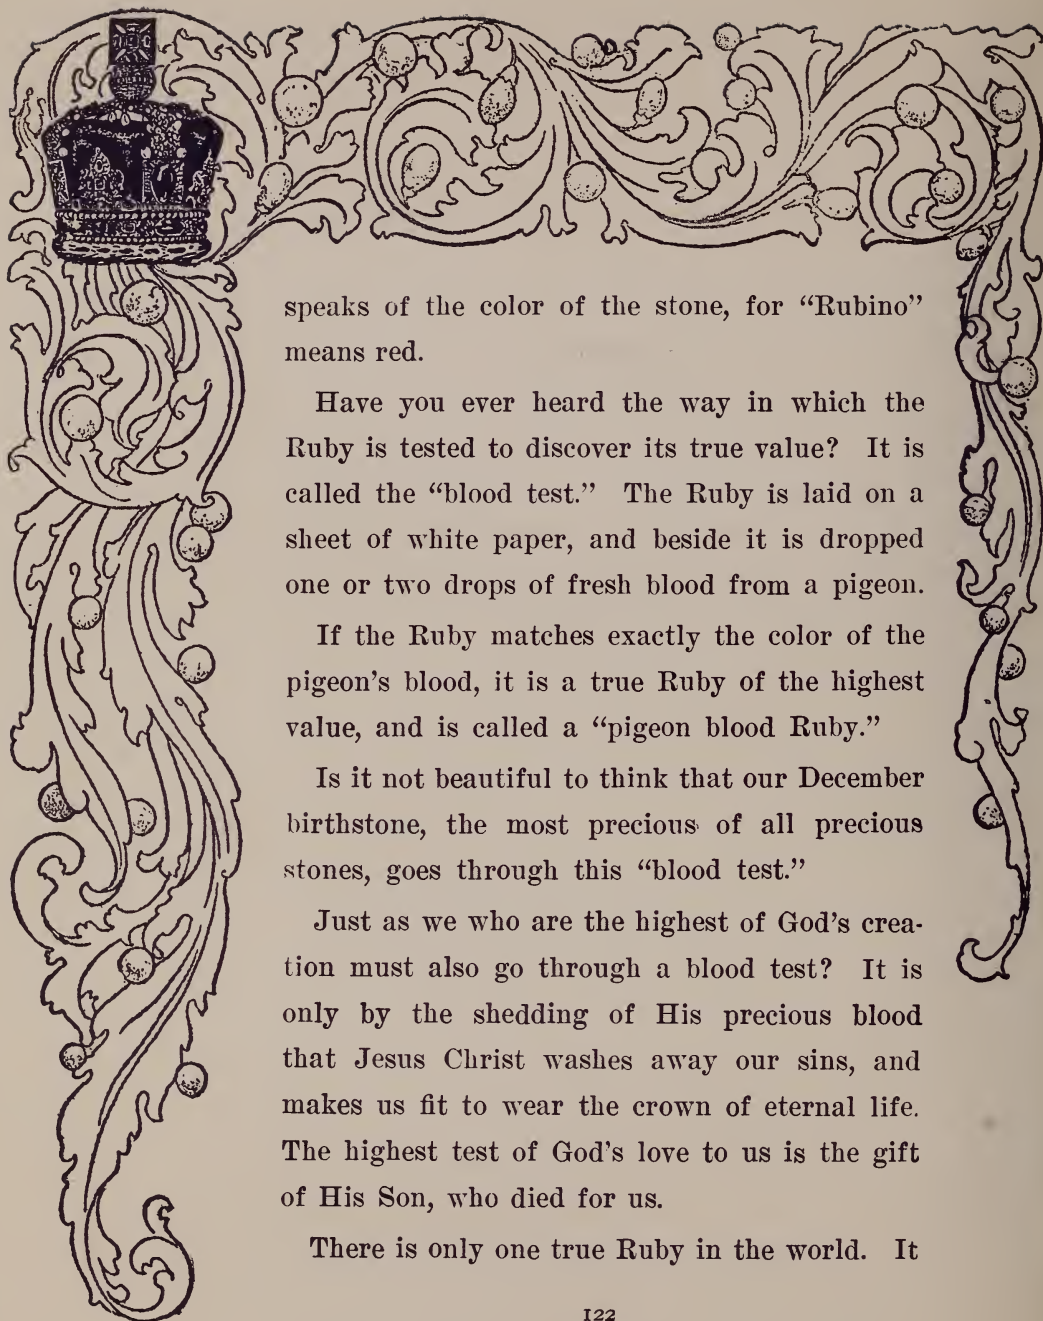 speaks of the color of the stone, for “Rubino”
means red.
Have you ever heard the way in which the
Ruby is tested to discover its true value? It is
called the “blood test.” The Ruby is laid on a
sheet of white paper, and beside it is dropped
one or two drops of fresh blood from a pigeon.
If the Ruby matches exactly the color of the
pigeon’s blood, it is a true Ruby of the highest
value, and is called a “pigeon blood Ruby.”
Is it not beautiful to think that our December
birthstone, the most precious of all precious
stones, goes through this “blood test.”
Just as we who are the highest of God’s crea-
tion must also go through a blood test? It is
only by the shedding of His precious blood
that Jesus Christ washes away our sins, and
makes us fit to wear the crown of eternal life.
The highest test of God’s love to us is the gift
of His Son, who died for us.
There is only one true Ruby in the world. It
122